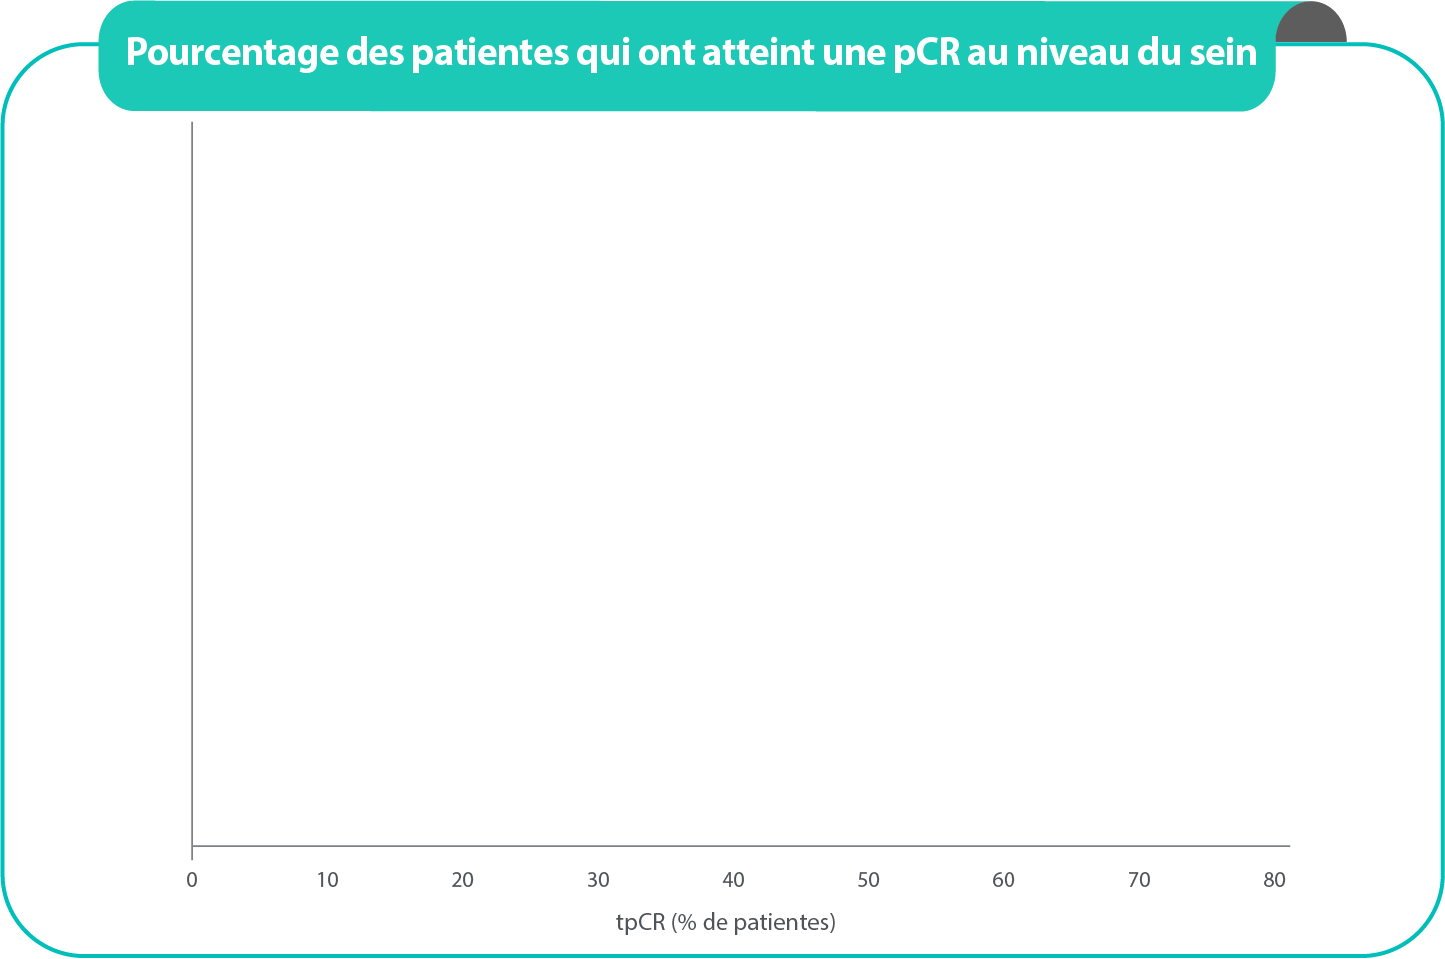 Pourcentage des patientes qui ont atteint une pCR au niveau du sein
0 10 20 30 40 50 60 70 80
tpCR (% de patientes)